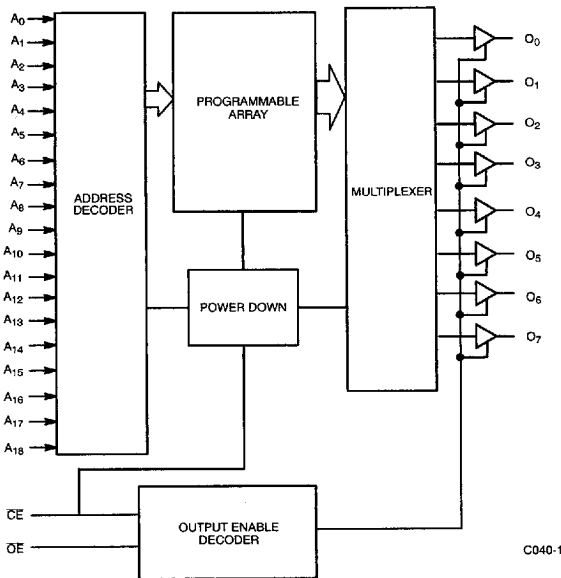 A0
A1
A2
A3
A4
A5
A6
A7
A8
A9
A10
A11
A12
A13
A14
A15
A16
A17
A18
C̅E̅
O̅E̅
ADDRESS
DECODER
PROGRAMMABLE
ARRAY
POWER DOWN
MULTIPLEXER
OUTPUT ENABLE
DECODER
O0
O1
O2
O3
O4
O5
O6
O7
C040-1